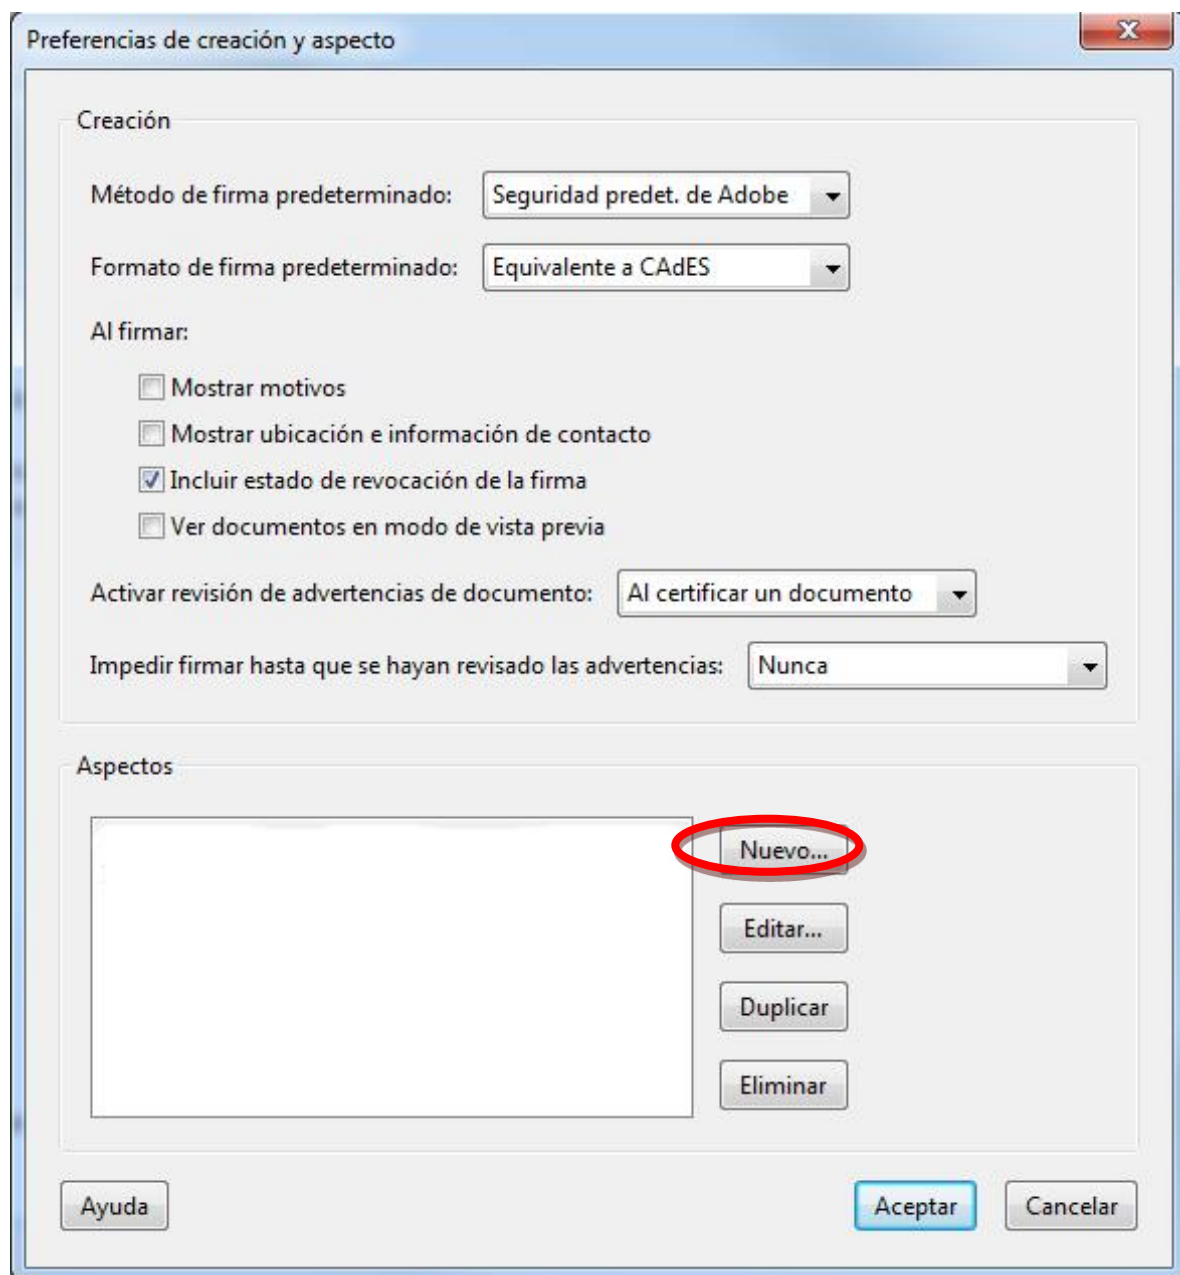 Preferencias de creación y aspecto
Creación
Método de firma predeterminado: Seguridad predet. de Adobe
Formato de firma predeterminado: Equivalente a CAdES
Al firmar:
Mostrar motivos
Mostrar ubicación e información de contacto
Incluir estado de revocación de la firma
Ver documentos en modo de vista previa
Activar revisión de advertencias de documento: Al certificar un documento
Impedir firmar hasta que se hayan revisado las advertencias: Nunca
Aspectos
Nuevo...
Editar...
Duplicar
Eliminar
Ayuda Aceptar Cancelar